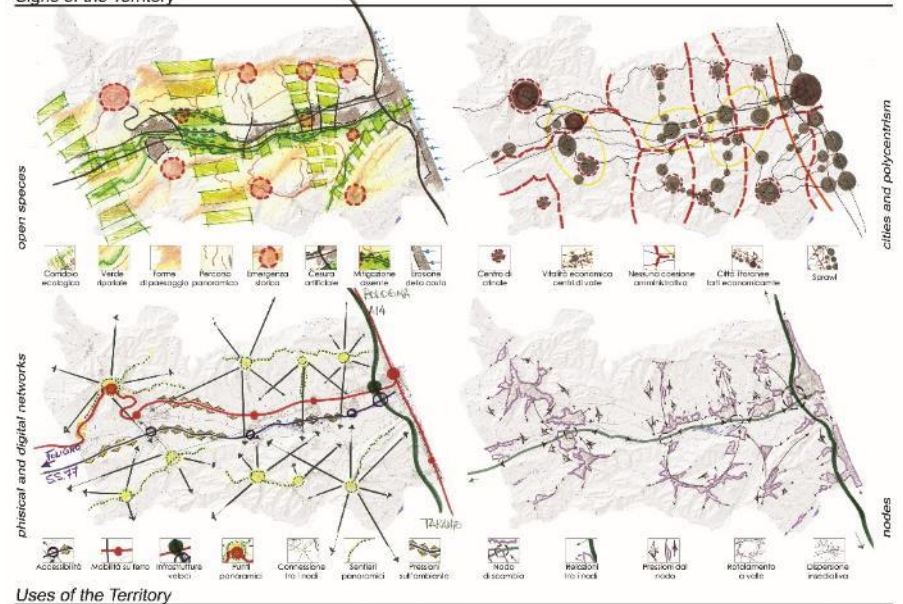 Signs of the Territory
open speces
cities and polycentrism
Corridoio
ecologico
Verde
ripariale
Forme
di paesaggio
Percorso
panoramico
Emergenza
storica
Cesura
artificiale
Mitigazione
assente
Erosione
della costa
Centro di
crinale
Vitalità economica
centri di valle
Nessuna coesione
amministrativa
Città litoranee
forti economicamente
Sprawl
BOLOGNA
A14
FOLIGNO
SS.77
TARANTO
phisical and digital networks
nodes
Accessibilità
Mobilità su ferro
Infrastrutture
veloci
Punti
panoramici
Connessione
tra i nodi
Sentieri
panoramici
Pressioni
sull'ambiente
Nodo
di scambio
Relazioni
tra i nodi
Pressioni dal
nodo
Rotolamento
a valle
Dispersione
insediativa
Uses of the Territory